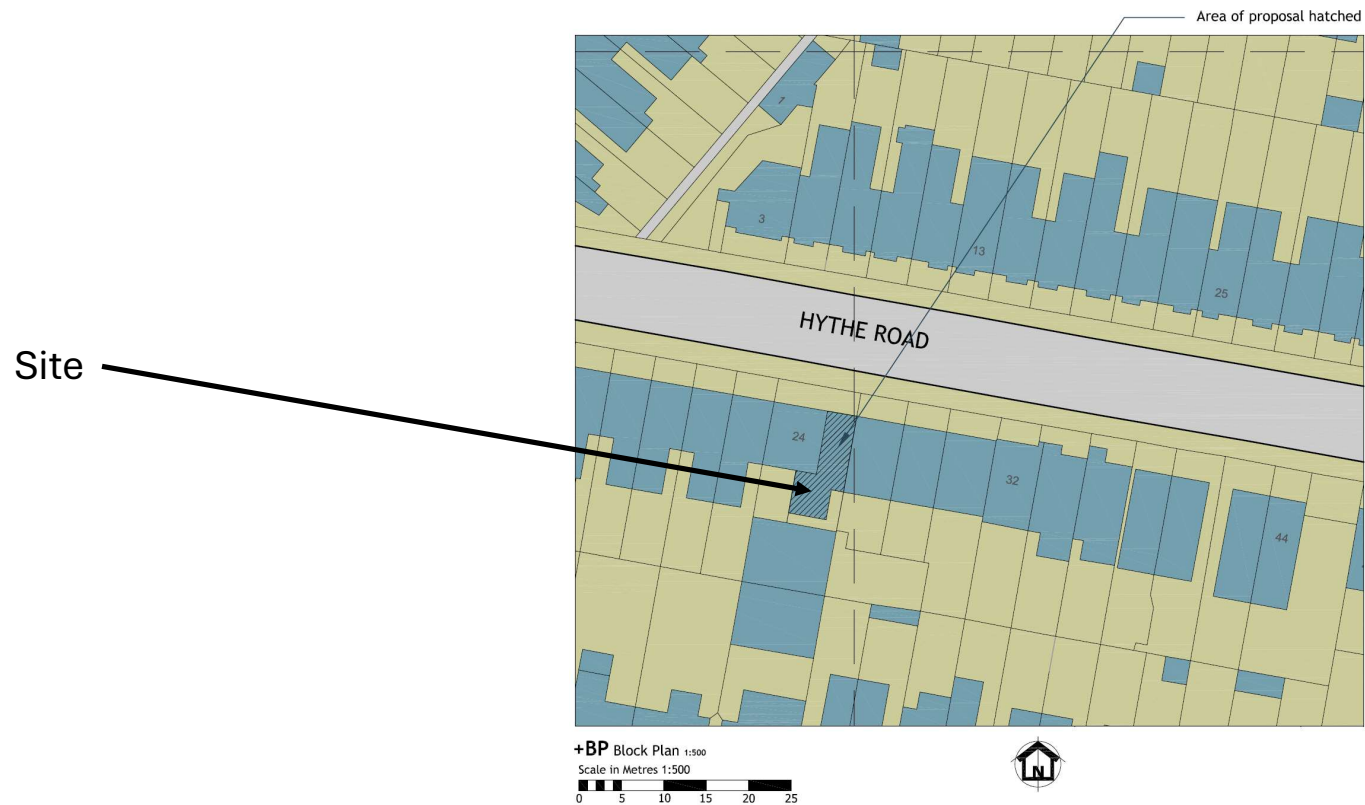 Area of proposal hatched
7
3
13
25
HYTHE ROAD
Site
24
32
44
+BP Block Plan 1:500
Scale in Metres 1:500
0 5 10 15 20 25
N